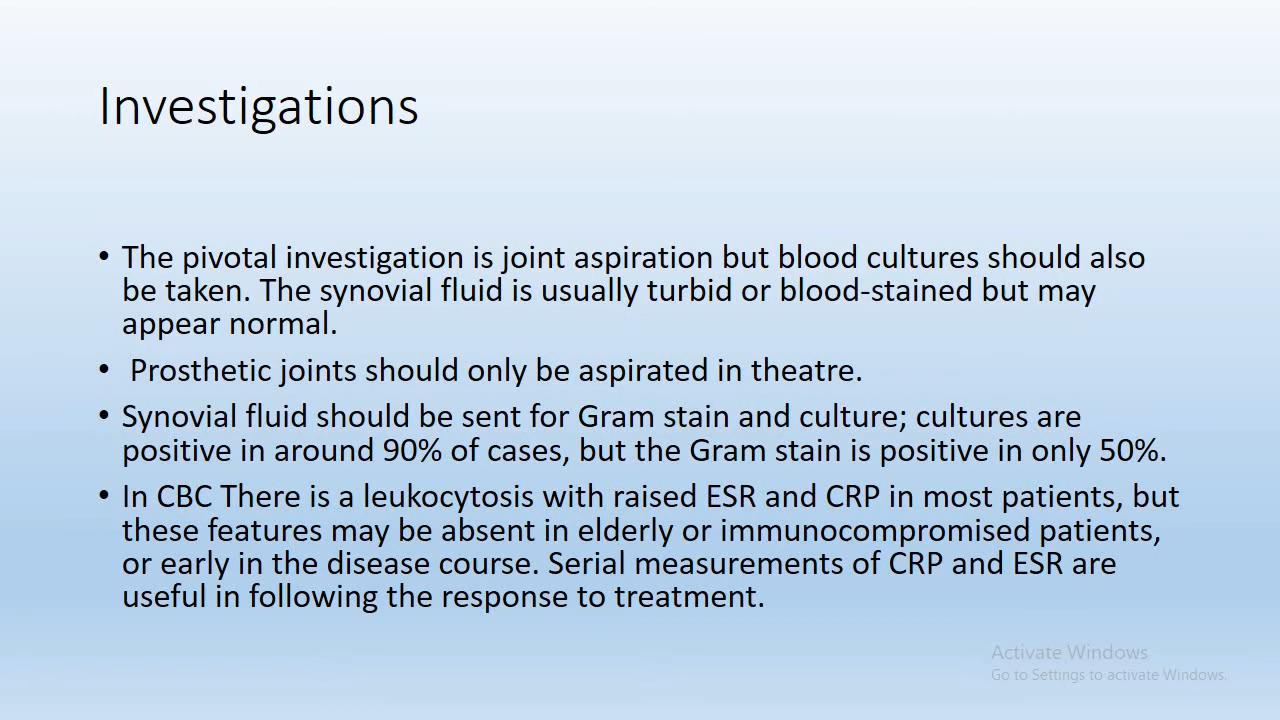 Investigations
• The pivotal investigation is joint aspiration but blood cultures should also
be taken. The synovial fluid is usually turbid or blood-stained but may
appear normal.
• Prosthetic joints should only be aspirated in theatre.
• Synovial fluid should be sent for Gram stain and culture; cultures are
positive in around 90% of cases, but the Gram stain is positive in only 50%.
• In CBC There is a leukocytosis with raised ESR and CRP in most patients, but
these features may be absent in elderly or immunocompromised patients,
or early in the disease course. Serial measurements of CRP and ESR are
useful in following the response to treatment.
Activate Windows
Go to Settings to activate Windows.